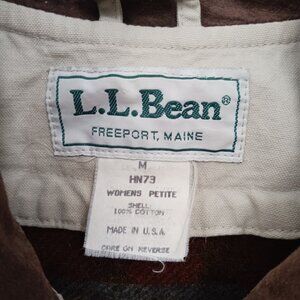 L.L.Bean®
FREEPORT, MAINE
M
HN73
WOMENS PETITE
SHELL
100% COTTON
MADE IN U.S.A.
CARE ON REVERSE